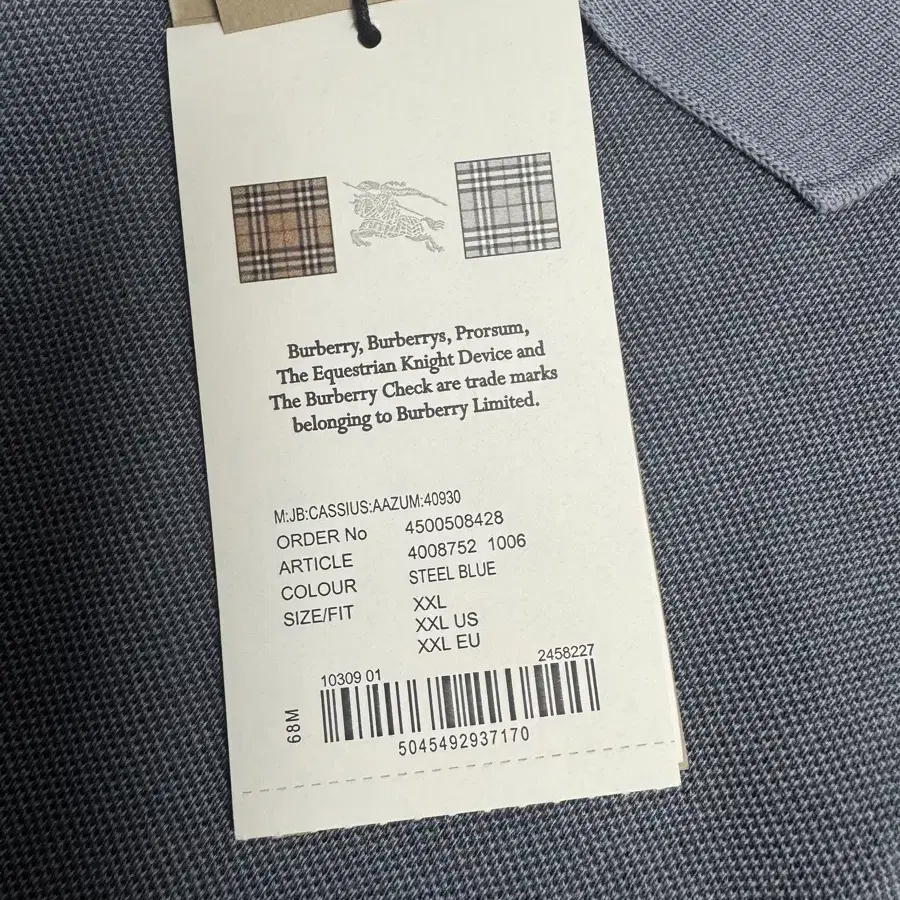 Burberry, Burberrys, Prorsum,
The Equestrian Knight Device and
The Burberry Check are trade marks
belonging to Burberry Limited.
M:JB:CASSIUS:AAZUM:40930
ORDER No 4500508428
ARTICLE 4008752 1006
COLOUR STEEL BLUE
SIZE/FIT XXL
XXL US
XXL EU
10309 01 2458227
68M
5045492937170